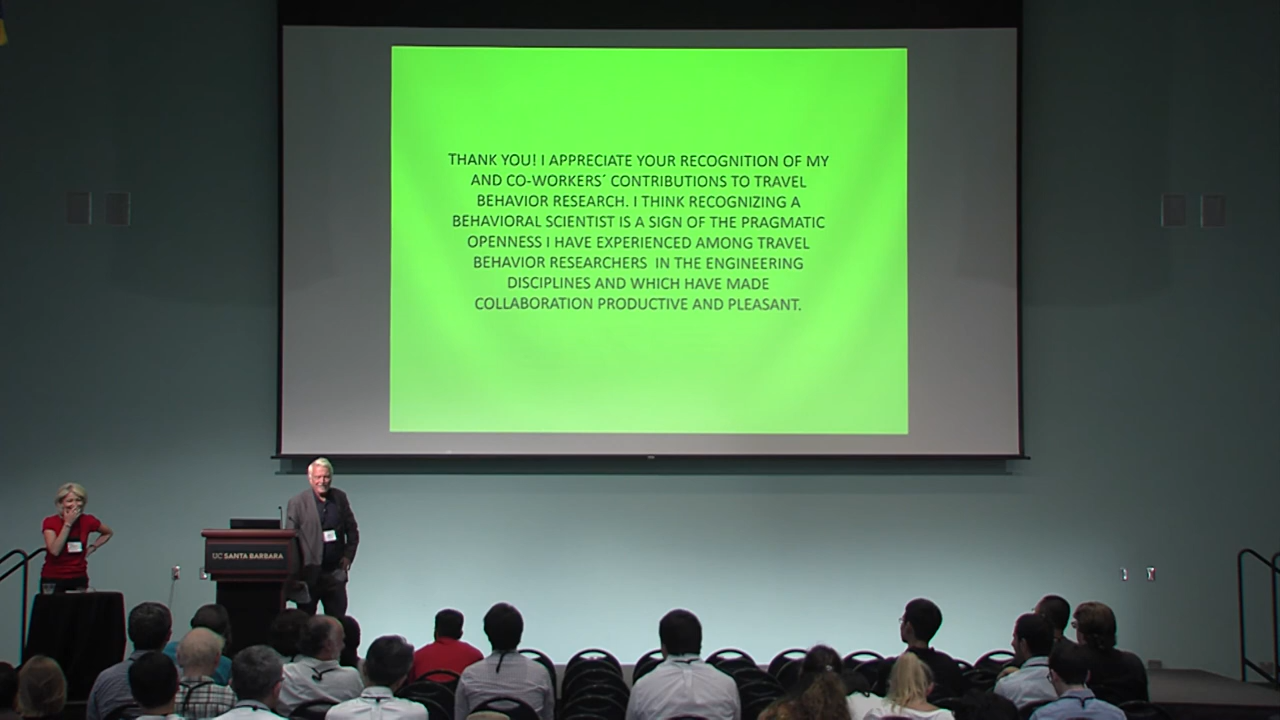 THANK YOU! I APPRECIATE YOUR RECOGNITION OF MY
AND CO-WORKERS´ CONTRIBUTIONS TO TRAVEL
BEHAVIOR RESEARCH. I THINK RECOGNIZING A
BEHAVIORAL SCIENTIST IS A SIGN OF THE PRAGMATIC
OPENNESS I HAVE EXPERIENCED AMONG TRAVEL
BEHAVIOR RESEARCHERS  IN THE ENGINEERING
DISCIPLINES AND WHICH HAVE MADE
COLLABORATION PRODUCTIVE AND PLEASANT.
UC SANTA BARBARA